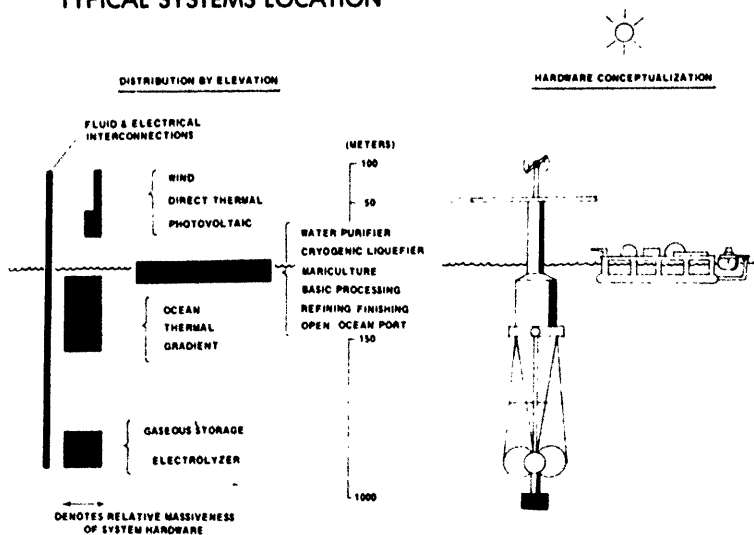 TYPICAL SYSTEMS LOCATION
DISTRIBUTION BY ELEVATION
HARDWARE CONCEPTUALIZATION
FLUID & ELECTRICAL
INTERCONNECTIONS
(METERS)
100
WIND
DIRECT THERMAL
PHOTOVOLTAIC
50
WATER PURIFIER
CRYOGENIC LIQUEFIER
MARICULTURE
BASIC PROCESSING
REFINING FINISHING
OPEN OCEAN PORT
OCEAN
THERMAL
GRADIENT
150
GASEOUS STORAGE
ELECTROLYZER
1000
DENOTES RELATIVE MASSIVENESS
OF SYSTEM HARDWARE